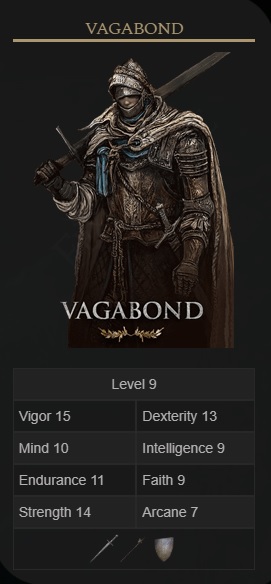 VAGABOND
VAGABOND
Level 9
Vigor 15 Dexterity 13
Mind 10 Intelligence 9
Endurance 11 Faith 9
Strength 14 Arcane 7